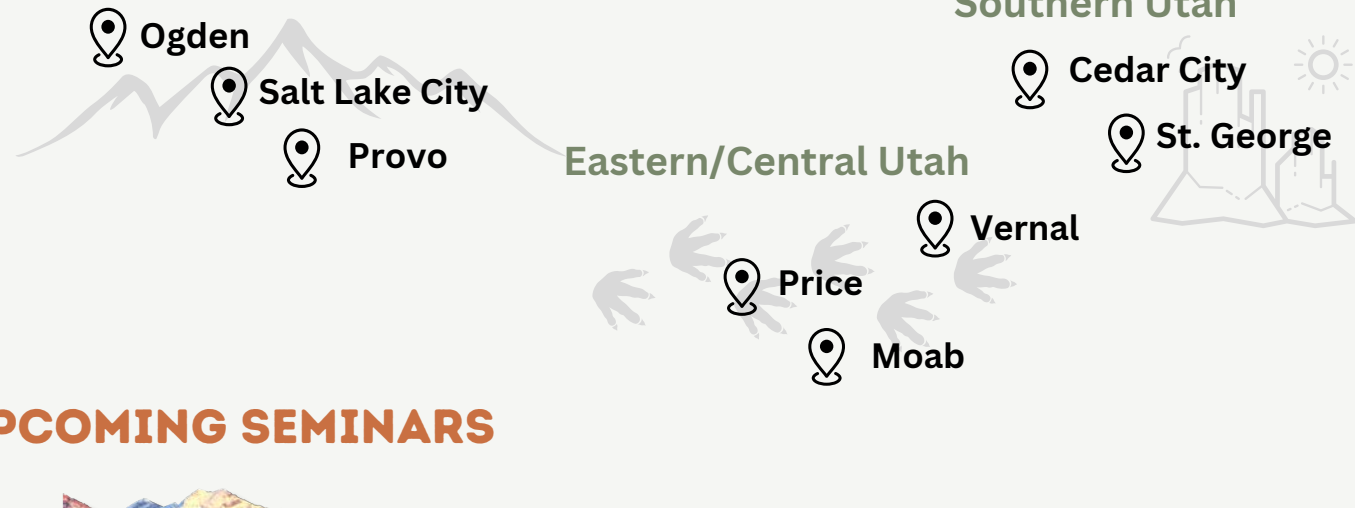 Ogden
Salt Lake City
Provo
Eastern/Central Utah
Vernal
Price
Moab
Southern Utah
Cedar City
St. George
PCOMING SEMINARS